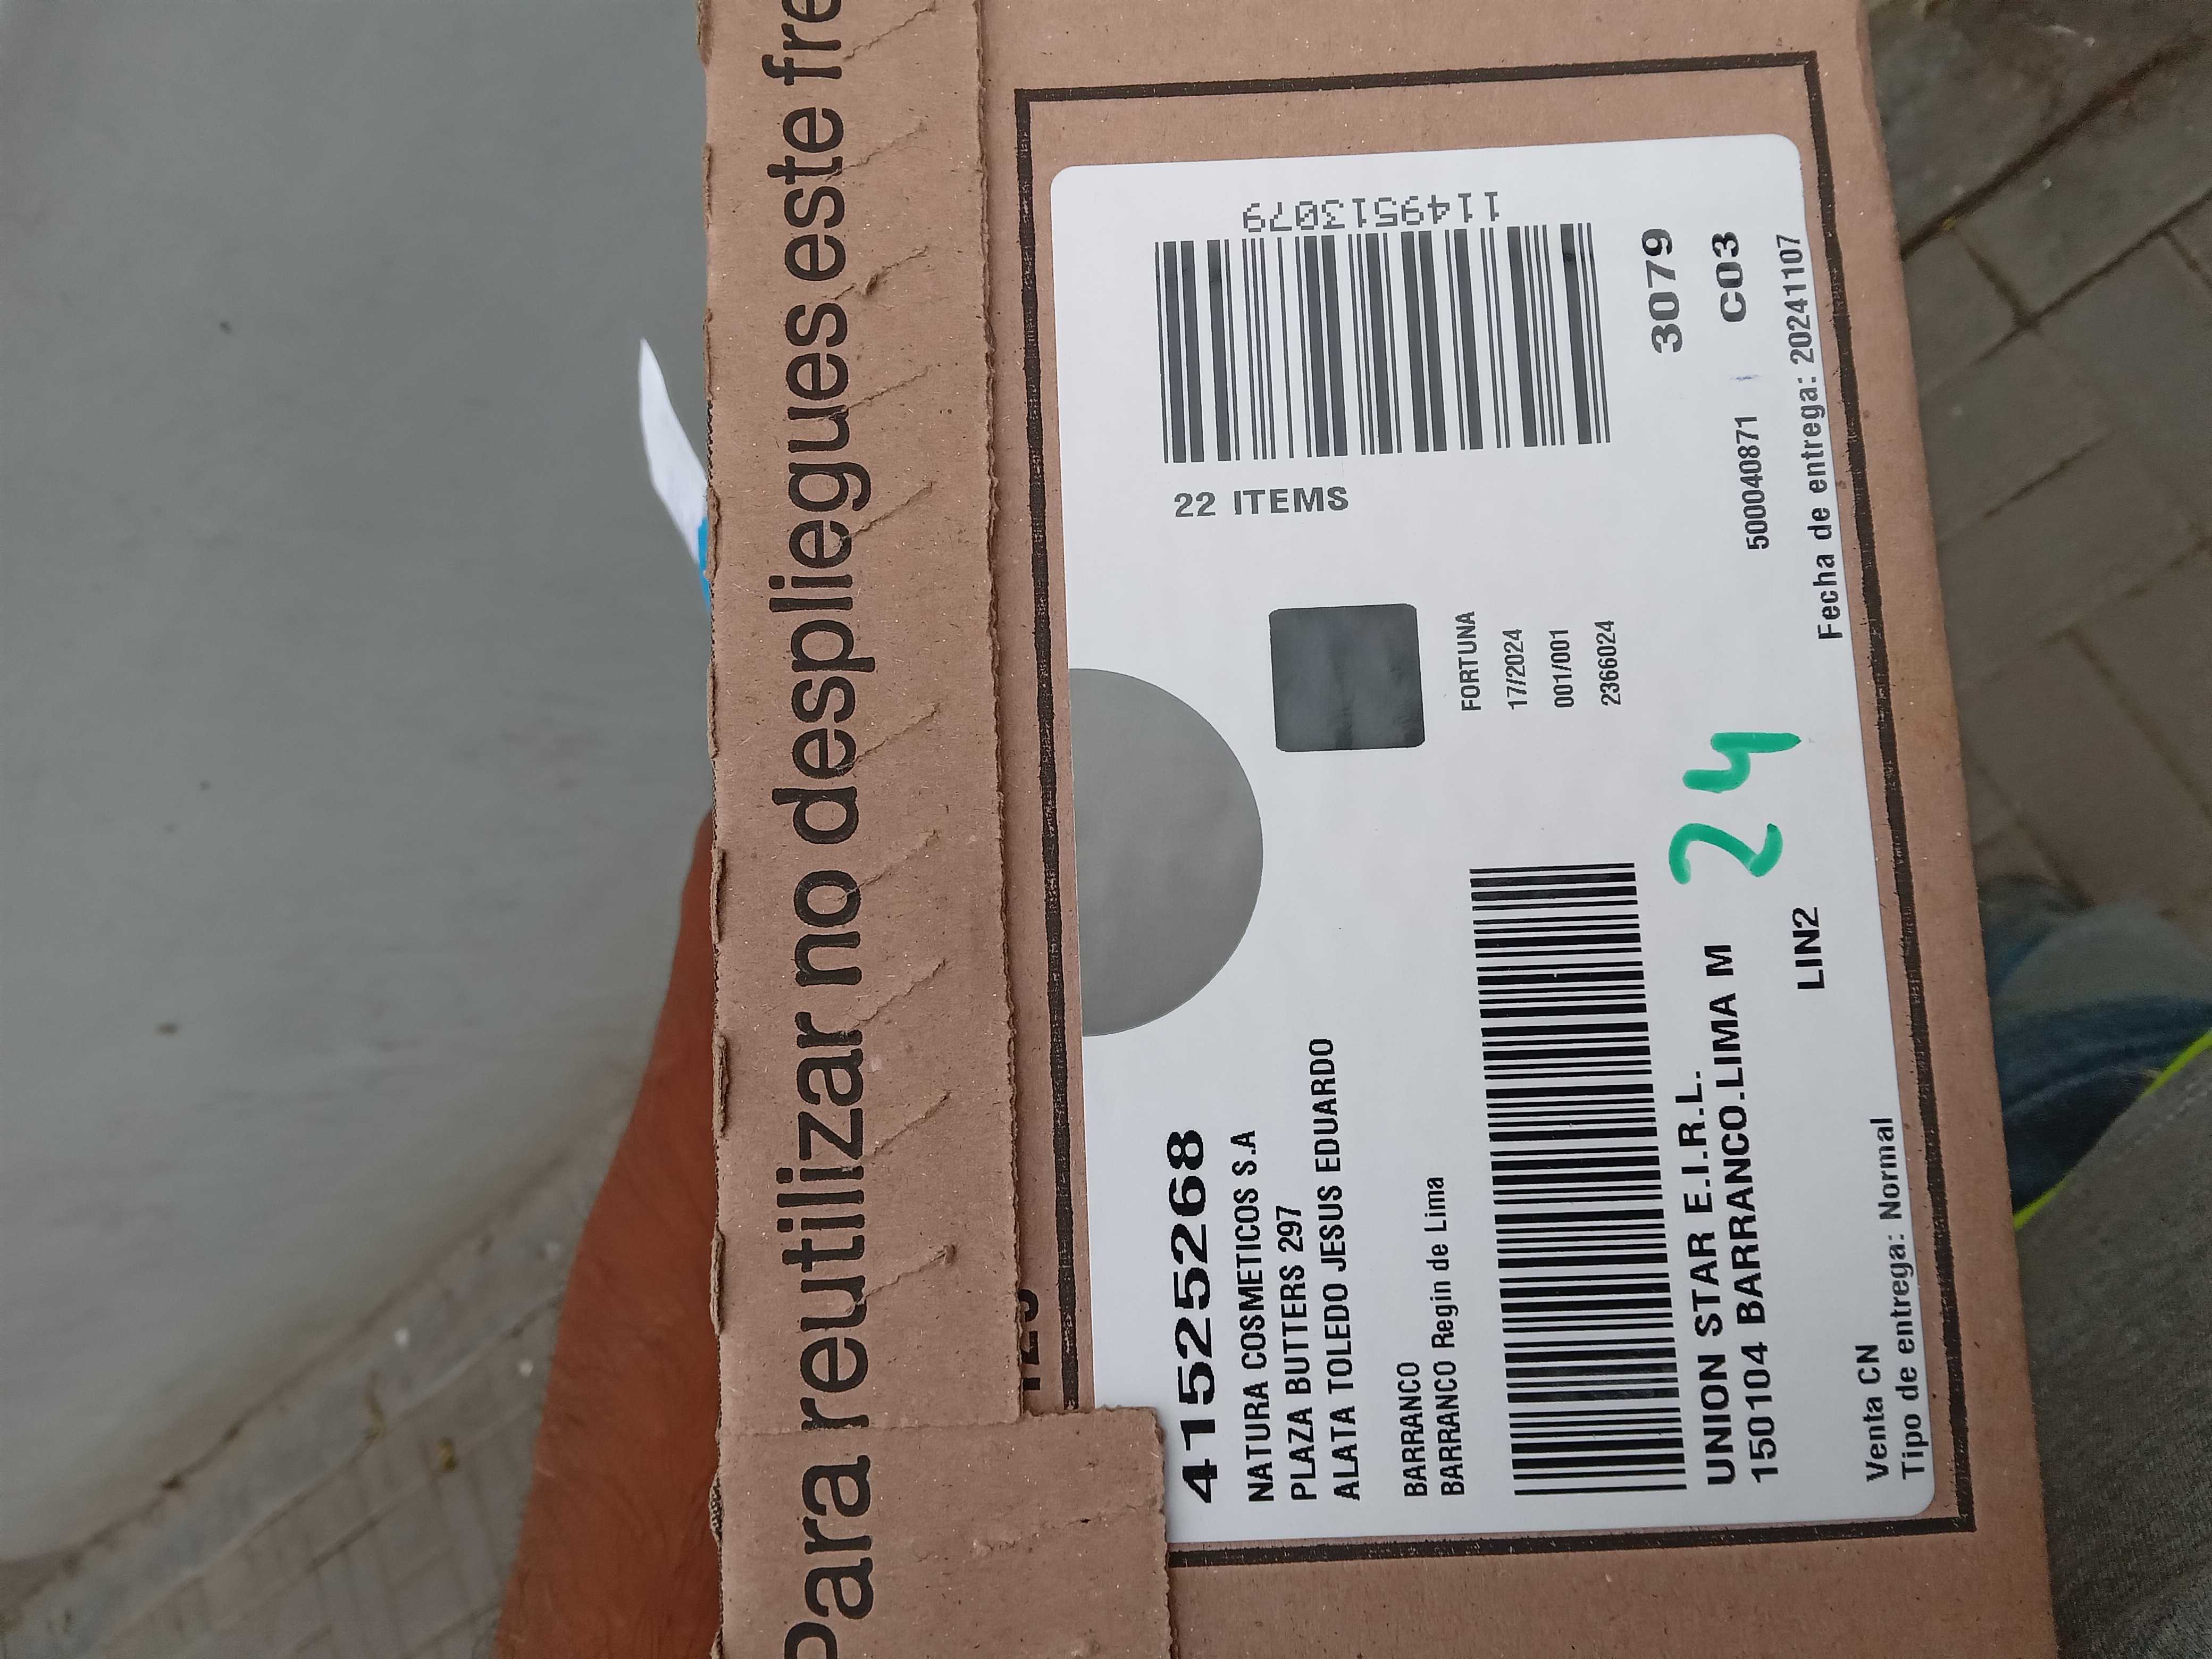 Para reutilizar no despliegues este fre
41525268
NATURA COSMETICOS S.A
PLAZA BUTTERS 297
ALATA TOLEDO JESUS EDUARDO
BARRANCO
BARRANCO Regin de Lima
UNION STAR E.I.R.L.
150104 BARRANCO.LIMA M
LIN2
Venta CN
Tipo de entrega: Normal
24
FORTUNA
17/2024
001/001
2366024
22 ITEMS
1149513079
3079
C03
500040871
Fecha de entrega: 20241107